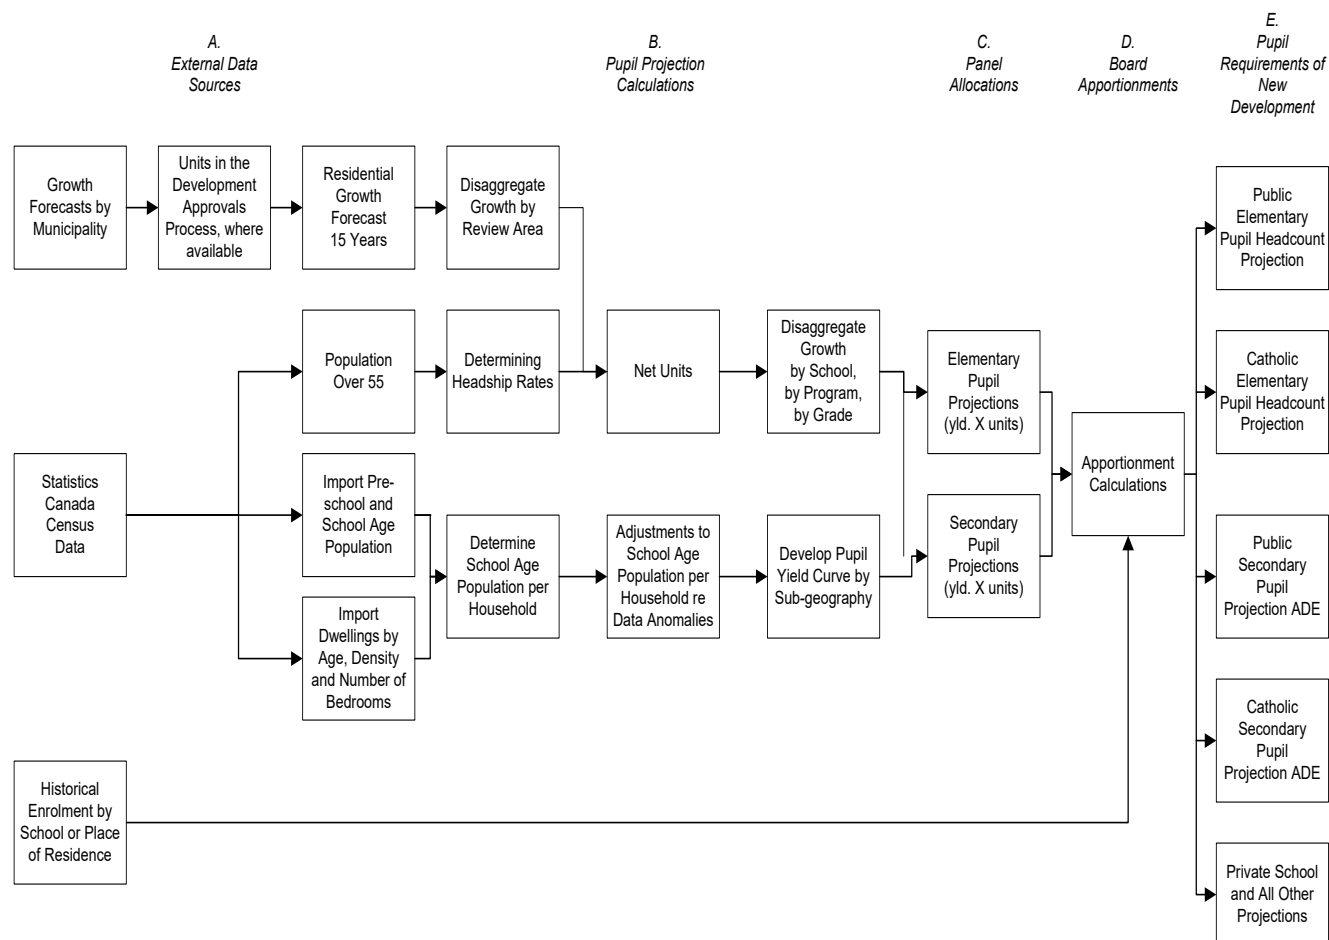 A.
External Data
Sources
B.
Pupil Projection
Calculations
C.
Panel
Allocations
D.
Board
Apportionments
E.
Pupil
Requirements of
New
Development
Growth
Forecasts by
Municipality
Units in the
Development
Approvals
Process, where
available
Residential
Growth
Forecast
15 Years
Disaggregate
Growth by
Review Area
Public
Elementary
Pupil Headcount
Projection
Population
Over 55
Determining
Headship Rates
Net Units
Disaggregate
Growth
by School,
by Program,
by Grade
Elementary
Pupil
Projections
(yld. X units)
Catholic
Elementary
Pupil Headcount
Projection
Statistics
Canada
Census
Data
Import Pre-
school and
School Age
Population
Apportionment
Calculations
Determine
School Age
Population per
Household
Adjustments to
School Age
Population per
Household re
Data Anomalies
Develop Pupil
Yield Curve by
Sub-geography
Secondary
Pupil
Projections
(yld. X units)
Public
Secondary
Pupil
Projection ADE
Import
Dwellings by
Age, Density
and Number of
Bedrooms
Catholic
Secondary
Pupil
Projection ADE
Historical
Enrolment by
School or Place
of Residence
Private School
and All Other
Projections